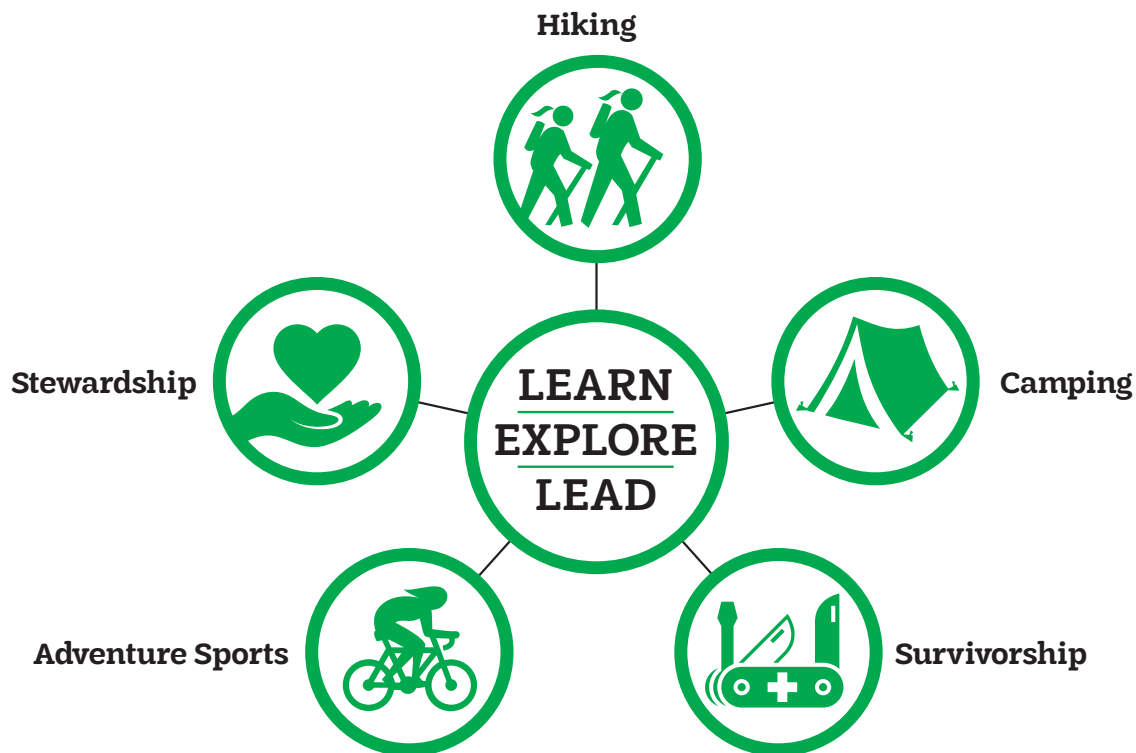 Hiking
Stewardship
LEARN
EXPLORE
LEAD
Camping
Adventure Sports
Survivorship